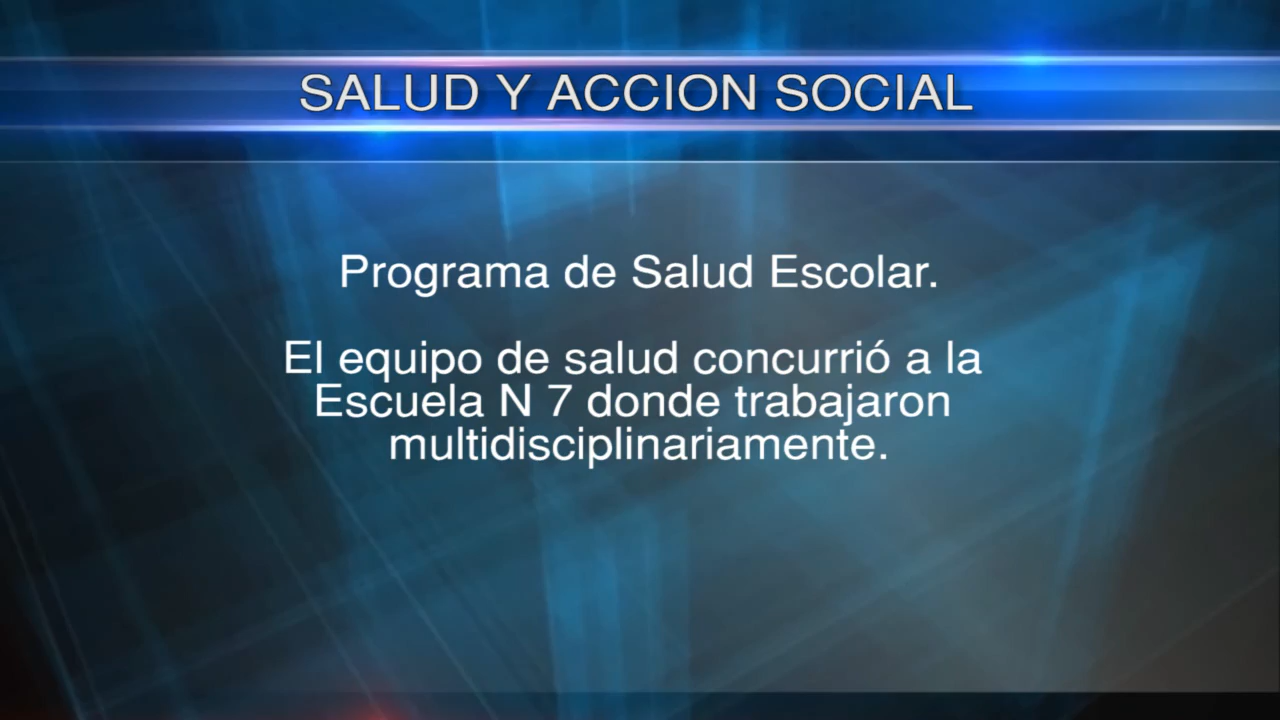 SALUD Y ACCION SOCIAL
Programa de Salud Escolar.
El equipo de salud concurrió a la
Escuela N 7 donde trabajaron
multidisciplinariamente.